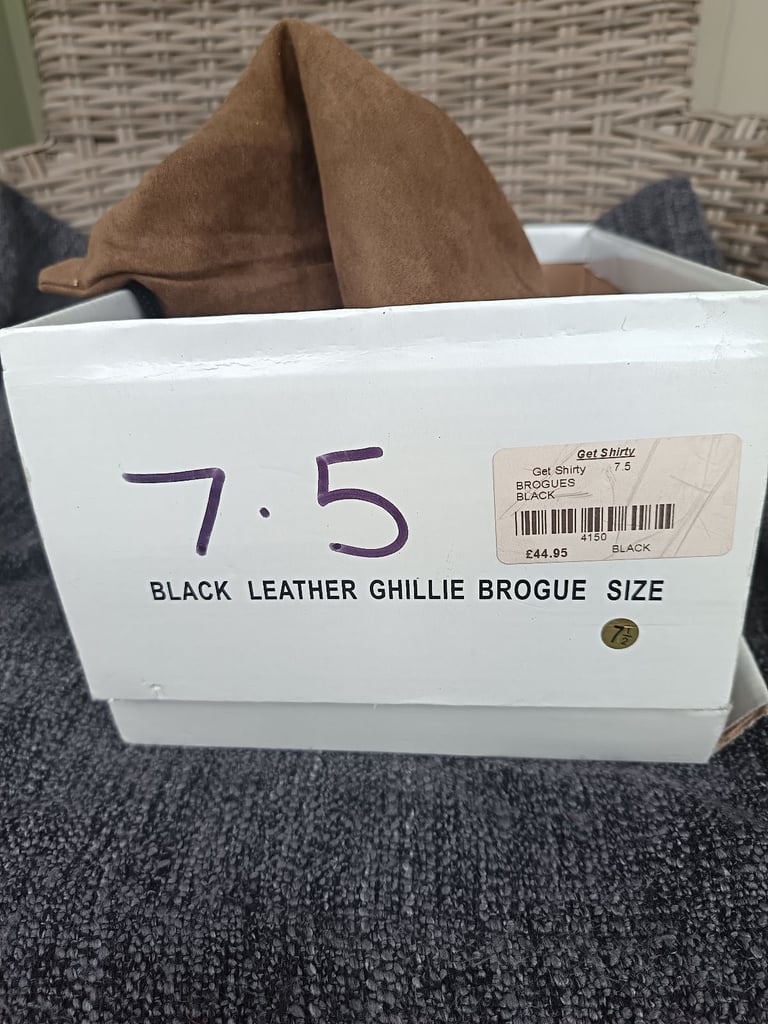 7.5
Get Shirty
Get Shirty 7.5
BROGUES
BLACK
4150
£44.95 BLACK
BLACK LEATHER GHILLIE BROGUE SIZE
7½